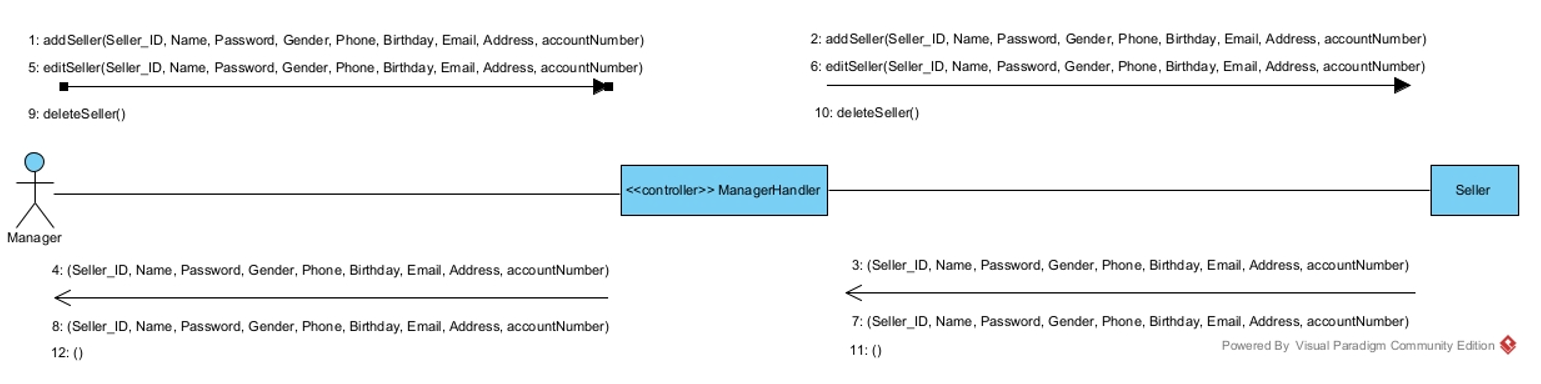 1: addSeller(Seller_ID, Name, Password, Gender, Phone, Birthday, Email, Address, accountNumber)
5: editSeller(Seller_ID, Name, Password, Gender, Phone, Birthday, Email, Address, accountNumber)
9: deleteSeller()
2: addSeller(Seller_ID, Name, Password, Gender, Phone, Birthday, Email, Address, accountNumber)
6: editSeller(Seller_ID, Name, Password, Gender, Phone, Birthday, Email, Address, accountNumber)
10: deleteSeller()
Manager
<<controller>> ManagerHandler
Seller
4: (Seller_ID, Name, Password, Gender, Phone, Birthday, Email, Address, accountNumber)
8: (Seller_ID, Name, Password, Gender, Phone, Birthday, Email, Address, accountNumber)
12: ()
3: (Seller_ID, Name, Password, Gender, Phone, Birthday, Email, Address, accountNumber)
7: (Seller_ID, Name, Password, Gender, Phone, Birthday, Email, Address, accountNumber)
11: ()
Powered By Visual Paradigm Community Edition